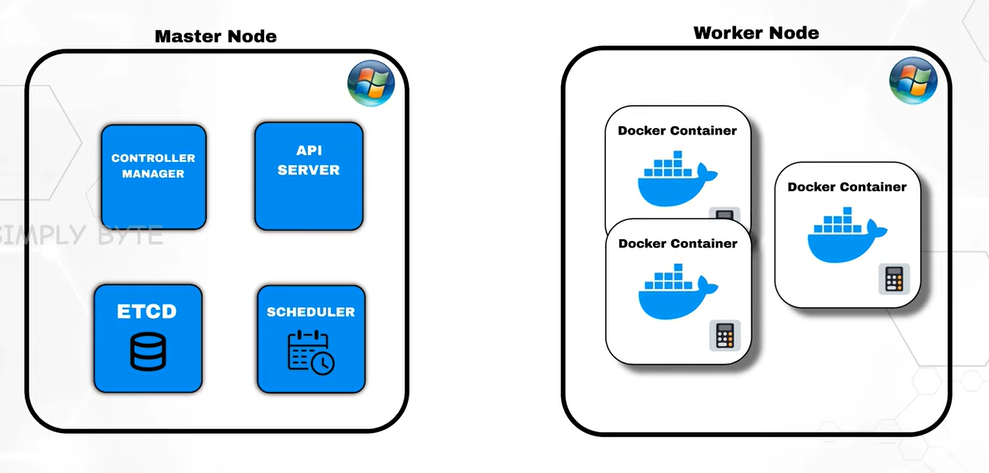 Master Node
CONTROLLER
MANAGER
API
SERVER
ETCD
SCHEDULER
SIMPLY BYTE
Worker Node
Docker Container
Docker Container
Docker Container